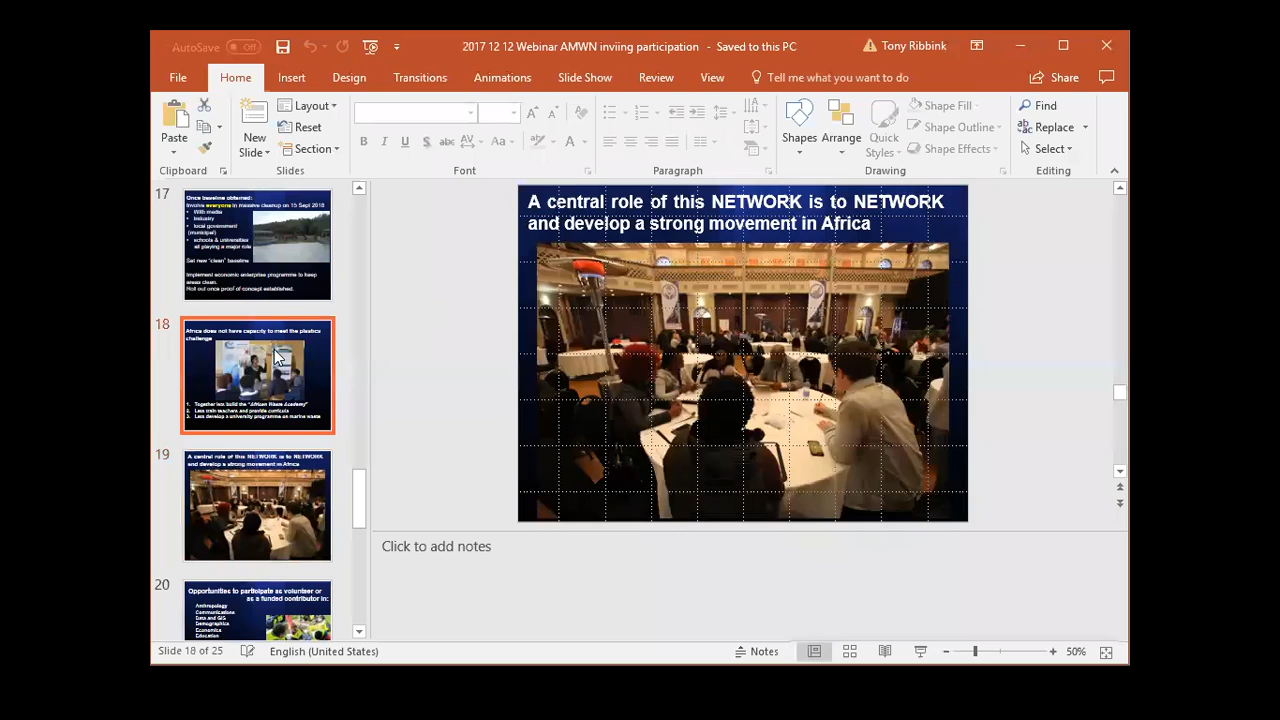 AutoSave Off
2017 12 12 Webinar AMWN inviing participation - Saved to this PC
Tony Ribbink
File Home Insert Design Transitions Animations Slide Show Review View Tell me what you want to do Share
Paste
New Slide
Layout
Reset
Section
Aa
A
Shapes Arrange Quick Styles
Shape Fill
Shape Outline
Shape Effects
Find
Replace
Select
Clipboard Slides Font Paragraph Drawing Editing
17
Once baseline obtained:
Involve everyone in massive cleanup on 15 Sept 2018
• With media
• Industry
• local government
(municipal)
• schools & universities
all playing a major role
Set new "clean" baseline
Implement economic enterprise programme to keep
areas clean.
Roll out once proof of concept established.
18
Africa does not have capacity to meet the plastics
challenge
1. Together lets build the "African Waste Academy"
2. Lets train teachers and provide curricula
3. Lets develop a university programme on marine waste
19
A central role of this NETWORK is to NETWORK
and develop a strong movement in Africa
20
Opportunities to participate as volunteer or
as a funded contributor in:
Anthropology
Communications
Data and GIS
Demographics
Economics
Education
A central role of this NETWORK is to NETWORK
and develop a strong movement in Africa
Click to add notes
Slide 18 of 25 English (United States) Notes 50%